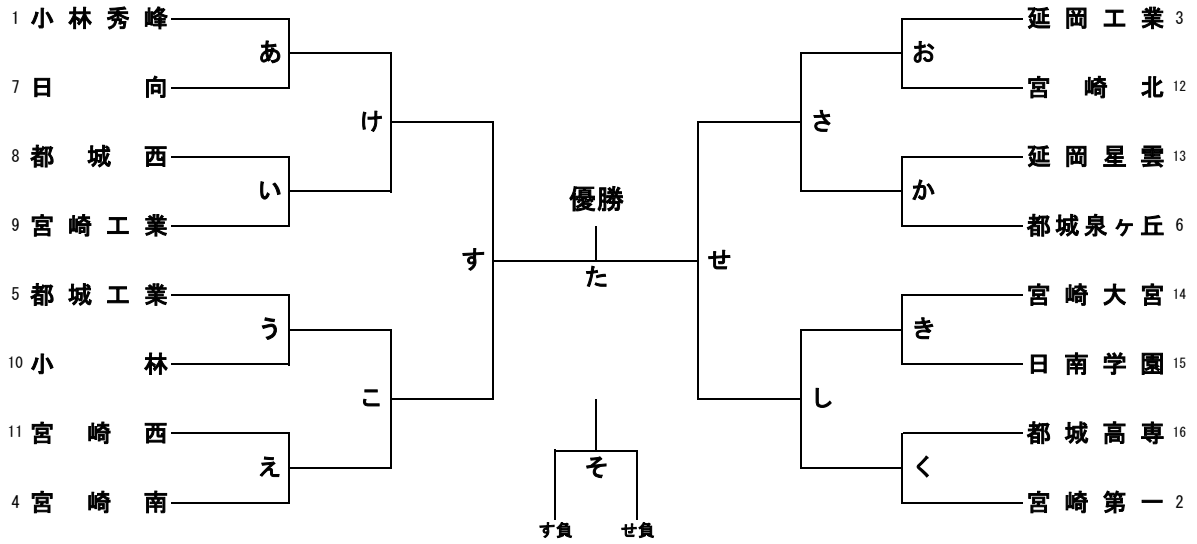 1 小林秀峰
あ
7 日向
け
8 都城西
い
9 宮崎工業
す
5 都城工業
う
10 小林
こ
11 宮崎西
え
4 宮崎南
優勝
た
そ
す負 せ負
延岡工業 3
お
宮崎北 12
さ
延岡星雲 13
か
都城泉ヶ丘 6
せ
宮崎大宮 14
き
日南学園 15
し
都城高専 16
く
宮崎第一 2